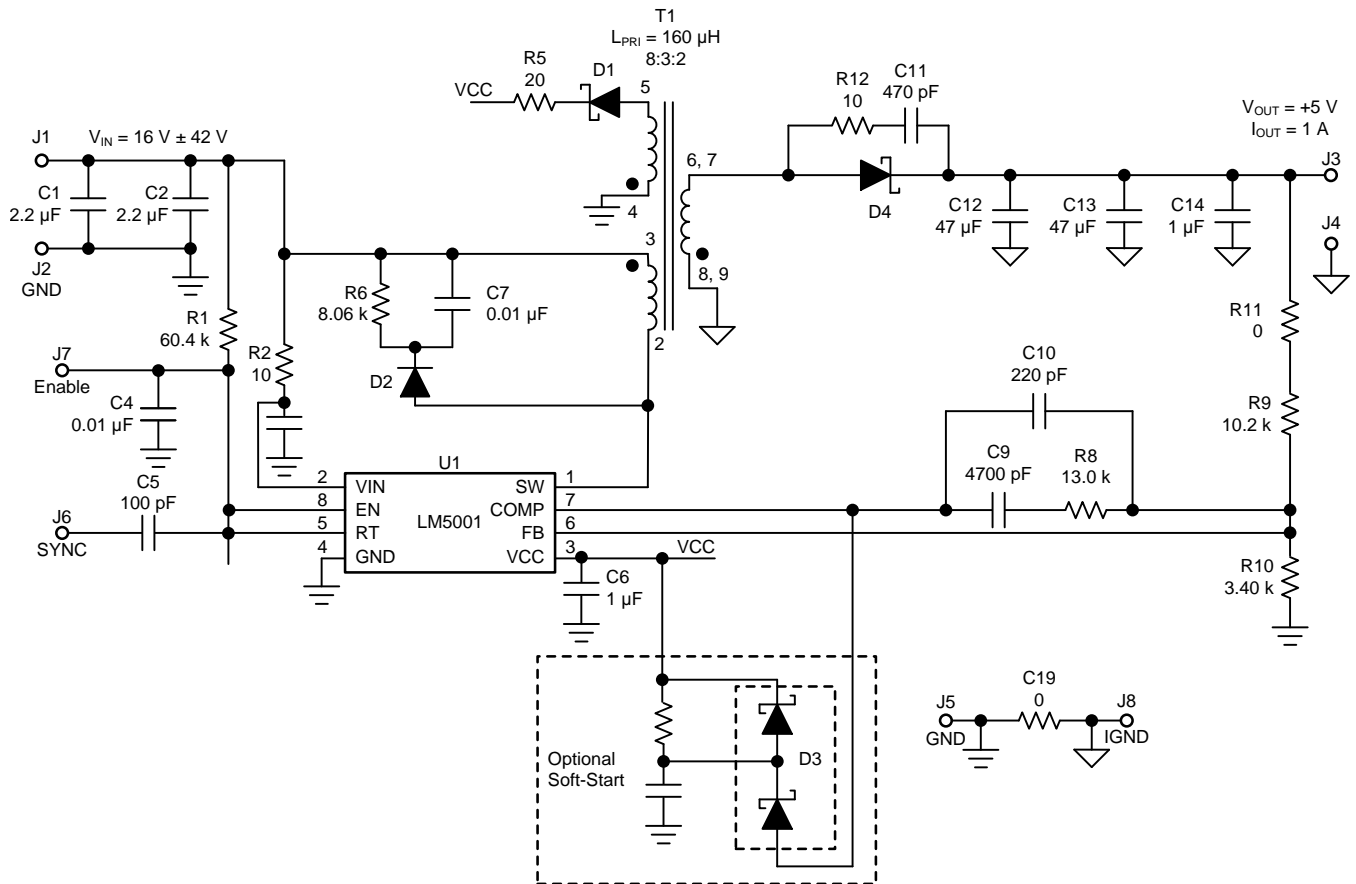 T1
L_PRI = 160 µH
8:3:2
R5
20
D1
5
VCC
R12
10
C11
470 pF
V_OUT = +5 V
I_OUT = 1 A
J1
V_IN = 16 V ± 42 V
6, 7
J3
C1
2.2 µF
C2
2.2 µF
4
D4
C12
47 µF
C13
47 µF
C14
1 µF
J4
J2
GND
3
8, 9
R6
8.06 k
C7
0.01 µF
R1
60.4 k
R11
0
2
J7
Enable
R2
10
C10
220 pF
D2
C4
0.01 µF
R9
10.2 k
U1
C9
4700 pF
R8
13.0 k
C5
100 pF
2
VIN
SW
1
8
EN
COMP
7
J6
SYNC
5
RT
LM5001
FB
6
4
GND
VCC
3
VCC
C6
1 µF
R10
3.40 k
C19
0
J5
GND
J8
IGND
Optional
Soft-Start
D3